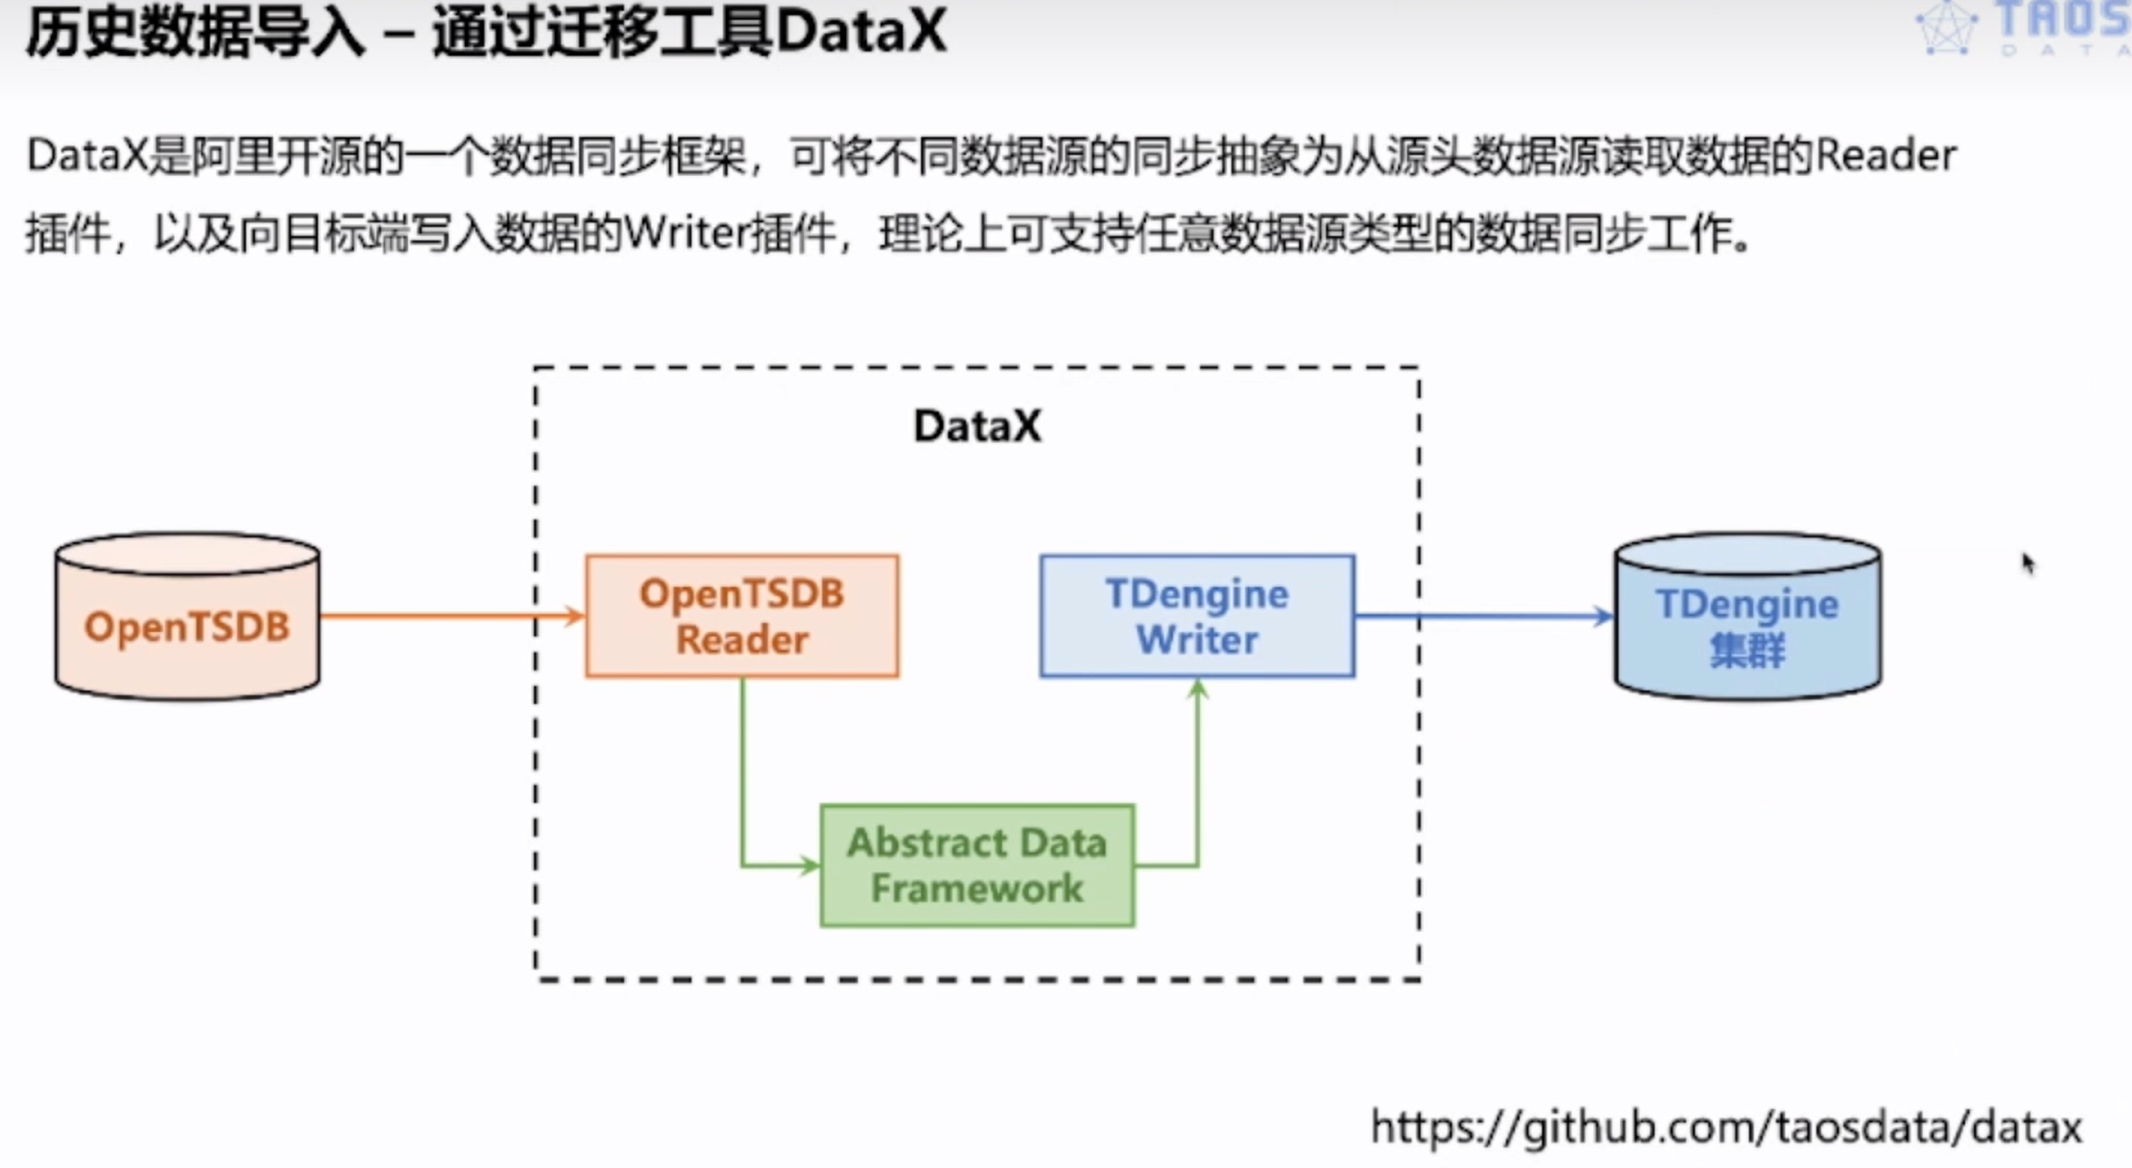 历史数据导入 – 通过迁移工具DataX
TAOS
DATA
DataX是阿里开源的一个数据同步框架，可将不同数据源的同步抽象为从源头数据源读取数据的Reader
插件，以及向目标端写入数据的Writer插件，理论上可支持任意数据源类型的数据同步工作。
DataX
OpenTSDB
OpenTSDB
Reader
TDengine
Writer
TDengine
集群
Abstract Data
Framework
https://github.com/taosdata/datax